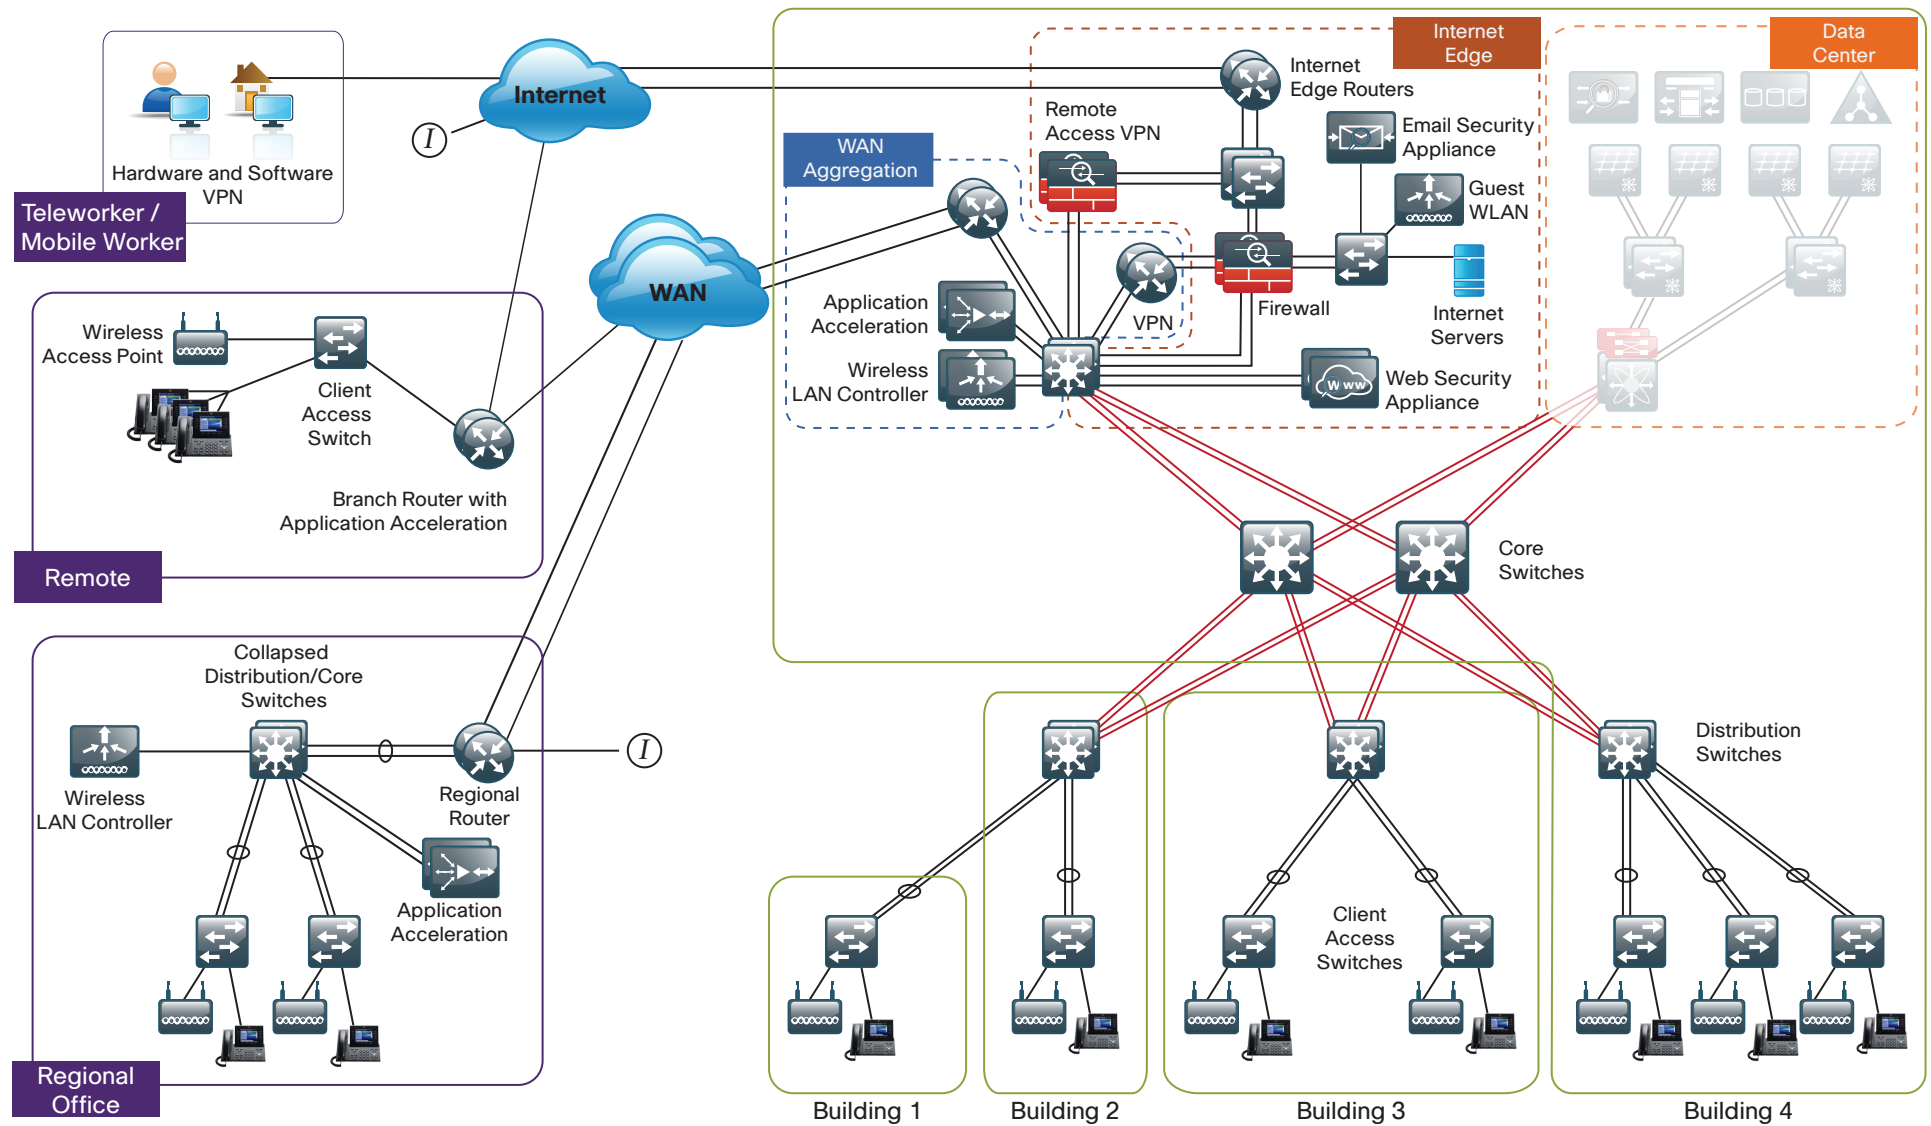 Hardware and Software
VPN
Teleworker /
Mobile Worker
Internet
I
WAN
Wireless
Access Point
Client
Access
Switch
Branch Router with
Application Acceleration
Remote
Collapsed
Distribution/Core
Switches
Wireless
LAN Controller
Regional
Router
I
Application
Acceleration
Regional
Office
WAN
Aggregation
Internet
Edge
Internet
Edge Routers
Remote
Access VPN
Email Security
Appliance
Guest
WLAN
Application
Acceleration
VPN
Firewall
Internet
Servers
Wireless
LAN Controller
Www
Web Security
Appliance
Data
Center
Core
Switches
Distribution
Switches
Client
Access
Switches
Building 1
Building 2
Building 3
Building 4